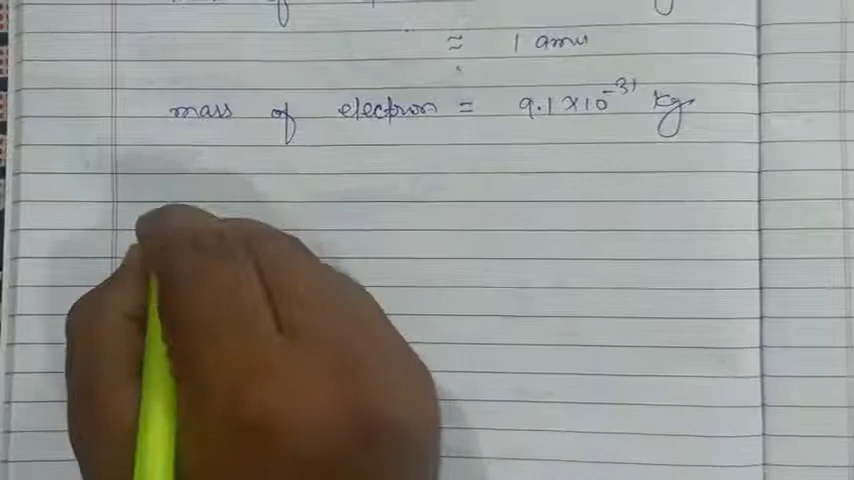 ≈ 1 amu
mass of electron = 9.1 × 10⁻³¹ kg